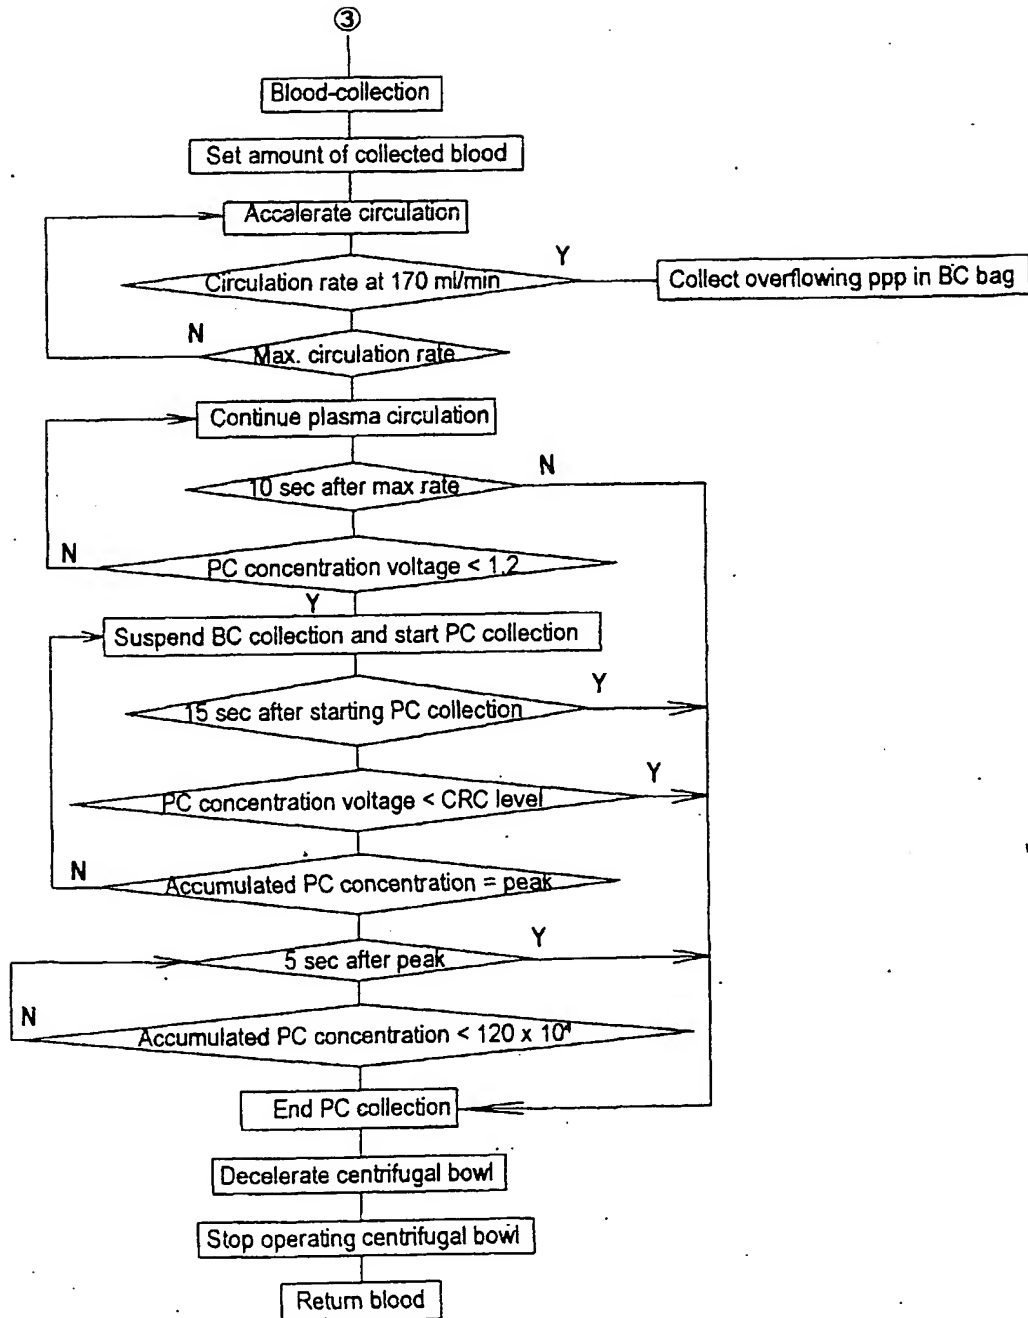 ③
Blood-collection
Set amount of collected blood
Accelerate circulation
Y
Circulation rate at 170 ml/min
Collect overflowing ppp in BC bag
N
Max. circulation rate
Continue plasma circulation
N
10 sec after max rate
N
PC concentration voltage < 1.2
Y
Suspend BC collection and start PC collection
Y
15 sec after starting PC collection
Y
PC concentration voltage < CRC level
N
Accumulated PC concentration = peak
Y
5 sec after peak
N
Accumulated PC concentration < 120 x 10⁴
End PC collection
Decelerate centrifugal bowl
Stop operating centrifugal bowl
Return blood